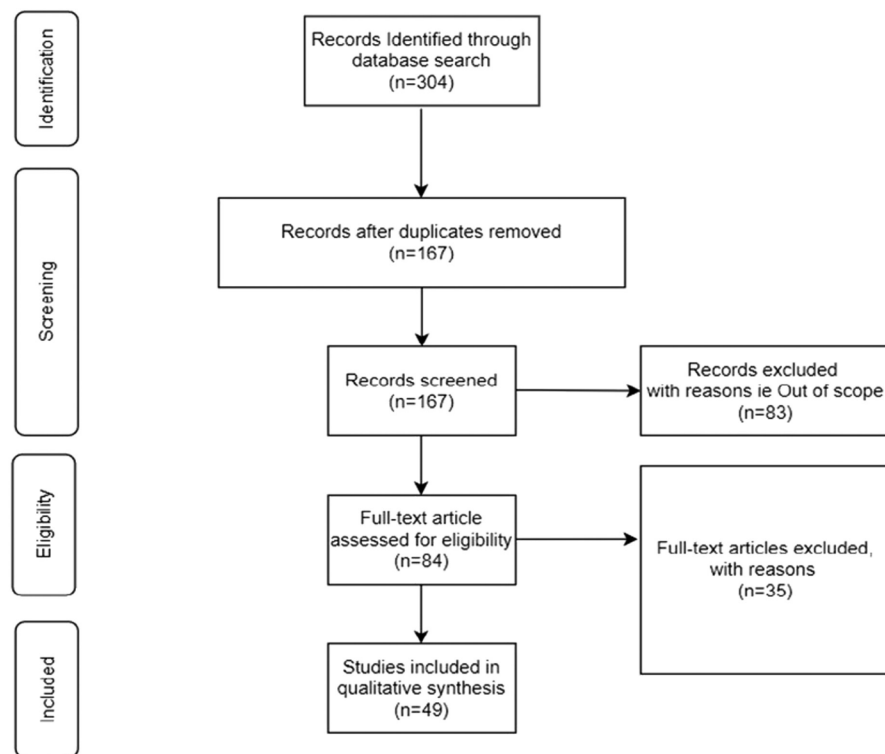 Identification
Records Identified through
database search
(n=304)
Screening
Records after duplicates removed
(n=167)
Records screened
(n=167)
Records excluded
with reasons ie Out of scope
(n=83)
Eligibility
Full-text article
assessed for eligibility
(n=84)
Full-text articles excluded,
with reasons
(n=35)
Included
Studies included in
qualitative synthesis
(n=49)